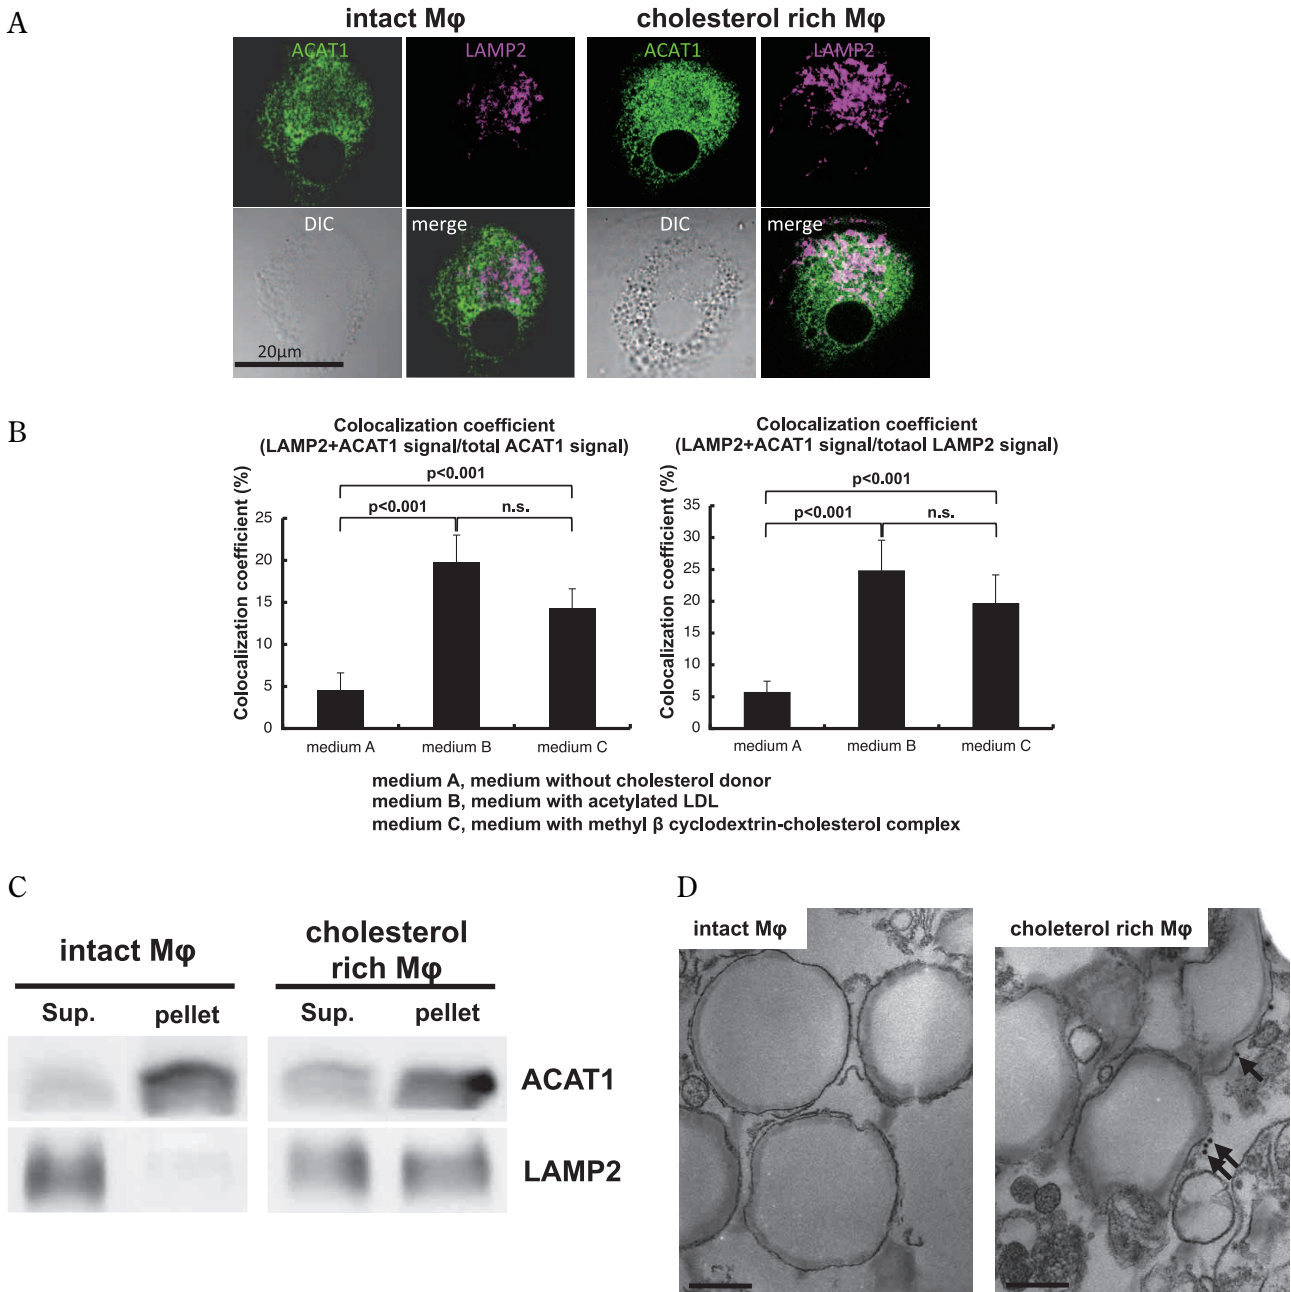 A
intact Mφ
cholesterol rich Mφ
ACAT1
LAMP2
ACAT1
LAMP2
DIC
merge
DIC
merge
20μm
B
Colocalization coefficient
(LAMP2+ACAT1 signal/total ACAT1 signal)
Colocalization coefficient (%)
p<0.001
p<0.001
n.s.
25
20
15
10
5
0
medium A
medium B
medium C
Colocalization coefficient
(LAMP2+ACAT1 signal/totaol LAMP2 signal)
Colocalization coefficient (%)
p<0.001
p<0.001
n.s.
35
30
25
20
15
10
5
0
medium A
medium B
medium C
medium A, medium without cholesterol donor
medium B, medium with acetylated LDL
medium C, medium with methyl β cyclodextrin-cholesterol complex
C
intact Mφ
cholesterol
rich Mφ
Sup.
pellet
Sup.
pellet
ACAT1
LAMP2
D
intact Mφ
choleterol rich Mφ